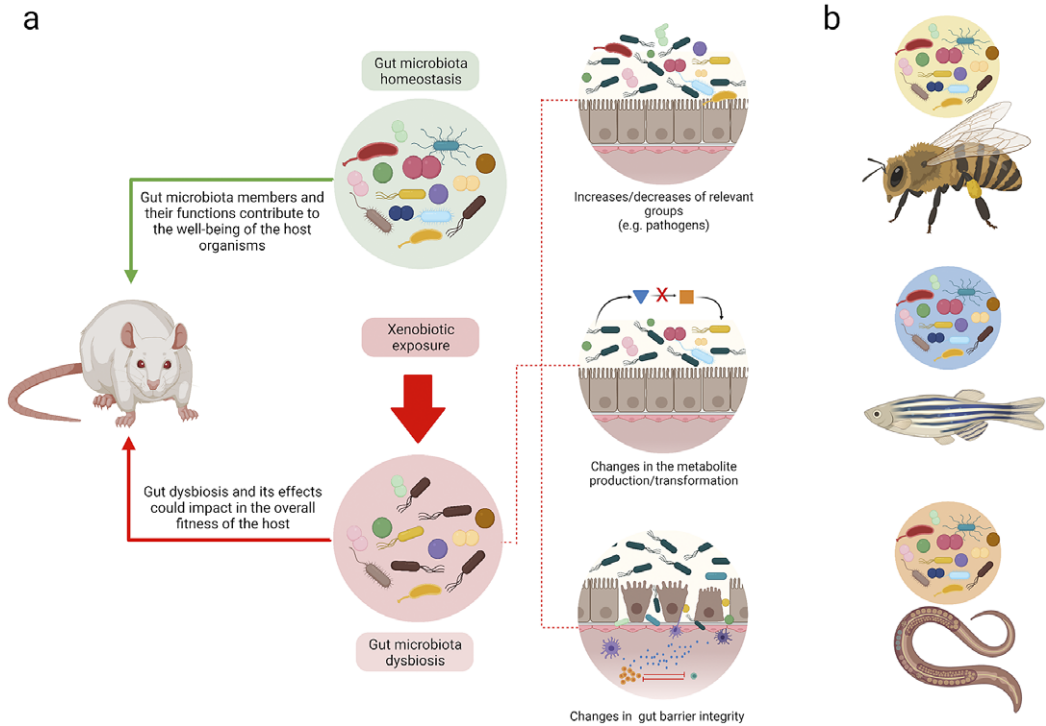 a
b
Gut microbiota
homeostasis
Gut microbiota members and
their functions contribute to
the well-being of the host
organisms
Increases/decreases of relevant
groups
(e.g. pathogens)
Xenobiotic
exposure
Changes in the metabolite
production/transformation
Gut dysbiosis and its effects
could impact in the overall
fitness of the host
Gut microbiota
dysbiosis
Changes in gut barrier integrity